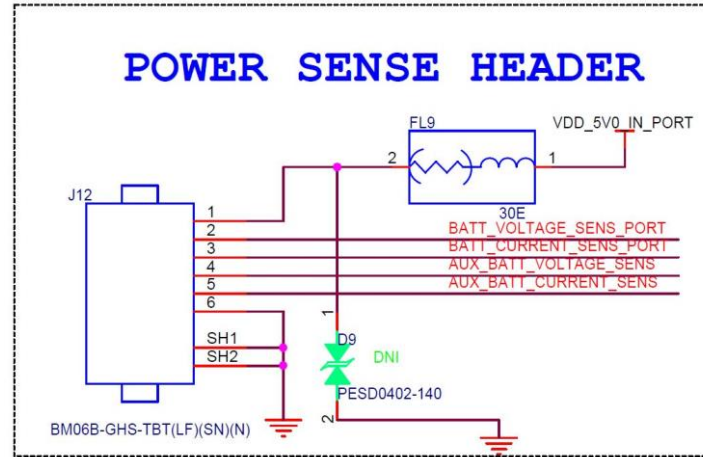 POWER SENSE HEADER
FL9
VDD_5V0_IN_PORT
2
1
J12
30E
1
2
BATT_VOLTAGE_SENS_PORT
3
BATT_CURRENT_SENS_PORT
4
AUX_BATT_VOLTAGE_SENS
5
AUX_BATT_CURRENT_SENS
6
SH1
SH2
1
D9
DNI
PESD0402-140
2
BM06B-GHS-TBT(LF)(SN)(N)